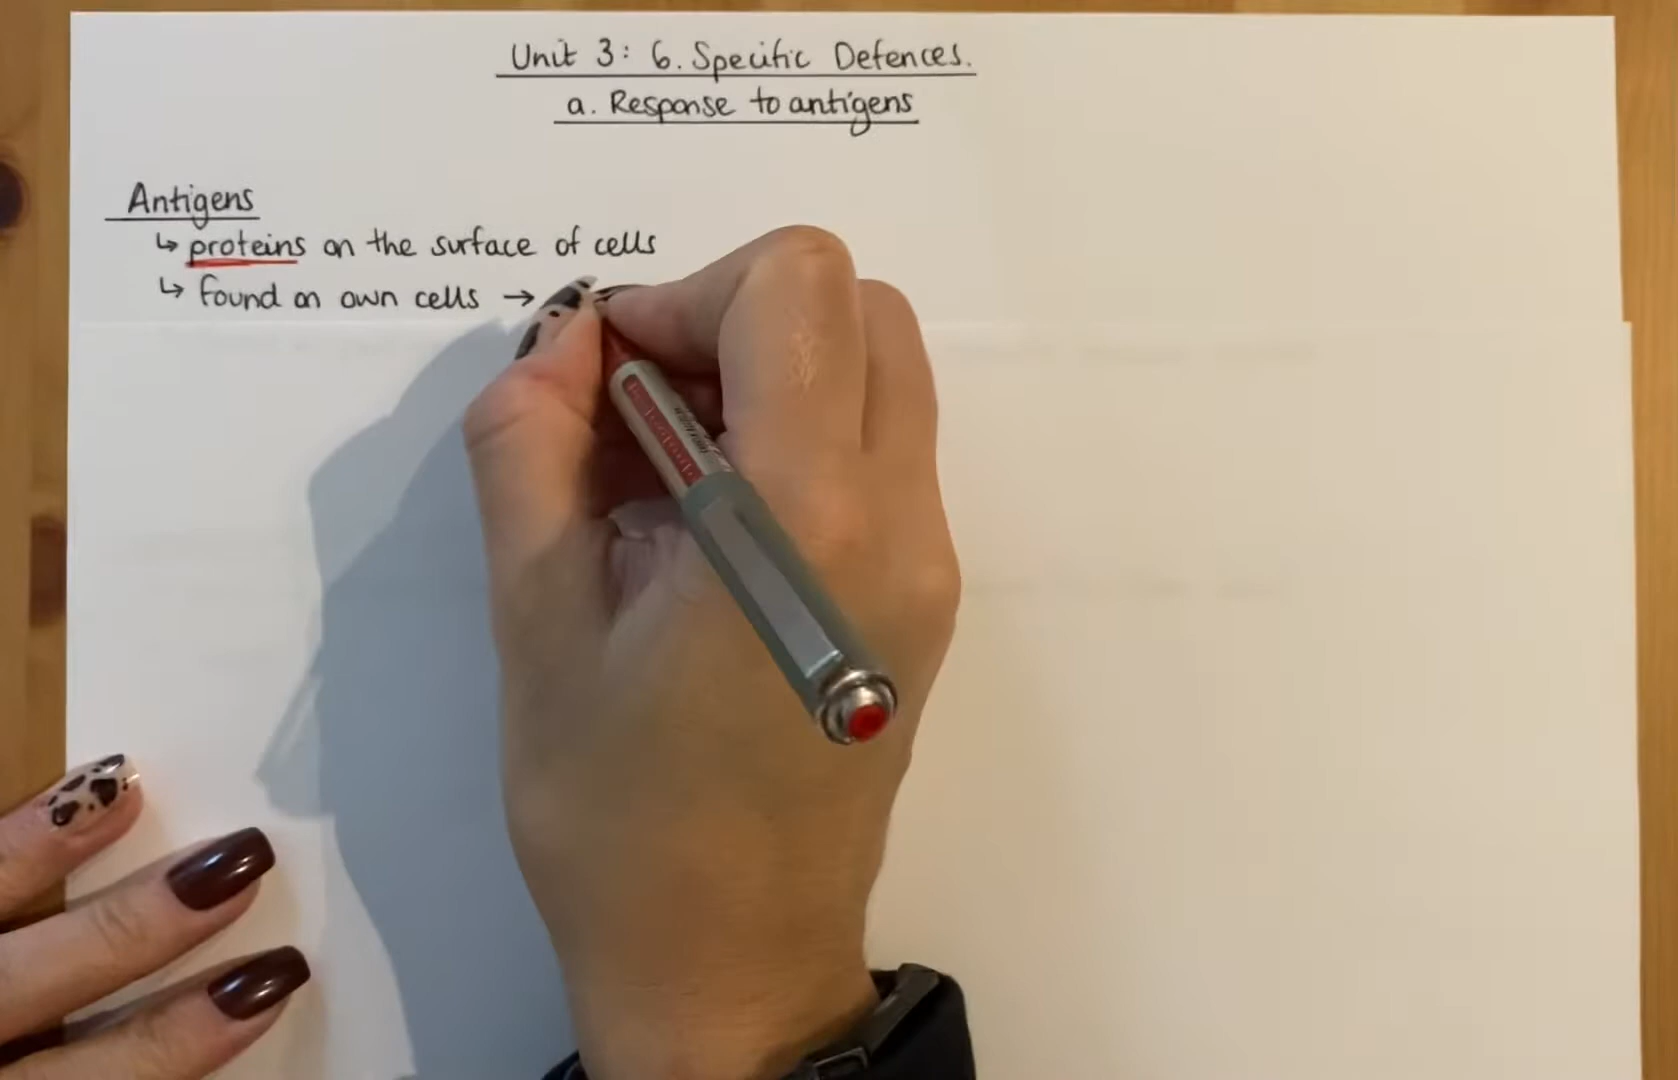 Unit 3: 6. Specific Defences.
a. Response to antigens
Antigens
↳ proteins on the surface of cells
↳ found on own cells →